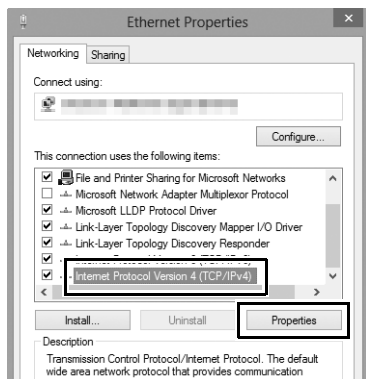 Ethernet Properties
Networking Sharing
Connect using:
Configure...
This connection uses the following items:
File and Printer Sharing for Microsoft Networks
Microsoft Network Adapter Multiplexor Protocol
Microsoft LLDP Protocol Driver
Link-Layer Topology Discovery Mapper I/O Driver
Link-Layer Topology Discovery Responder
Internet Protocol Version 4 (TCP/IPv4)
Install... Uninstall Properties
Description
Transmission Control Protocol/Internet Protocol. The default
wide area network protocol that provides communication